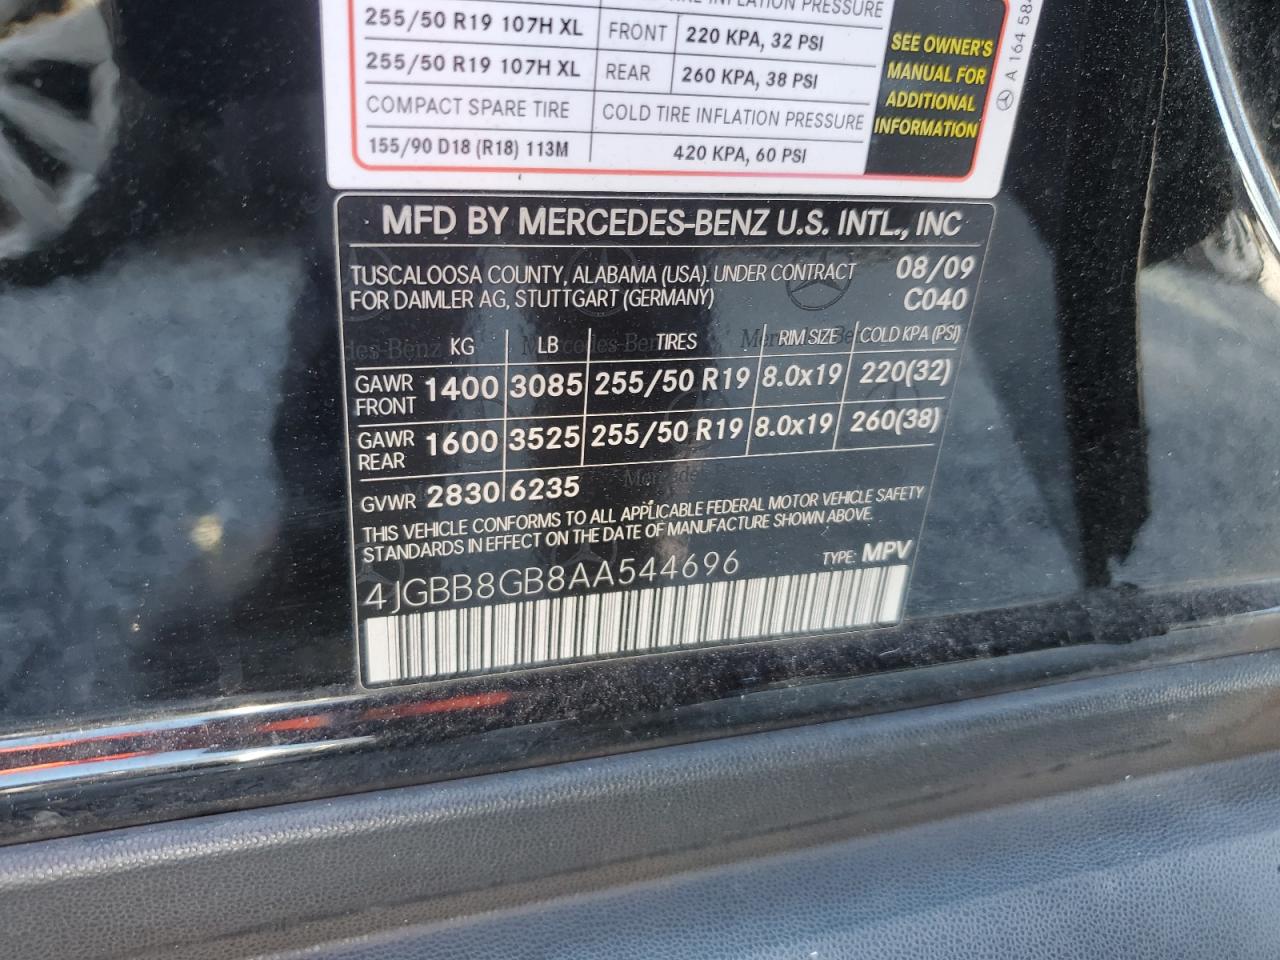 TIRE INFLATION PRESSURE
255/50 R19 107H XL FRONT 220 KPA, 32 PSI
255/50 R19 107H XL REAR 260 KPA, 38 PSI
COMPACT SPARE TIRE COLD TIRE INFLATION PRESSURE
155/90 D18 (R18) 113M 420 KPA, 60 PSI
SEE OWNER'S
MANUAL FOR
ADDITIONAL
INFORMATION
A 164 584
MFD BY MERCEDES-BENZ U.S. INTL., INC
TUSCALOOSA COUNTY, ALABAMA (USA). UNDER CONTRACT 08/09
FOR DAIMLER AG, STUTTGART (GERMANY) C040
KG LB TIRES RIM SIZE COLD KPA (PSI)
GAWR FRONT 1400 3085 255/50 R19 8.0x19 220(32)
GAWR REAR 1600 3525 255/50 R19 8.0x19 260(38)
GVWR 2830 6235
THIS VEHICLE CONFORMS TO ALL APPLICABLE FEDERAL MOTOR VEHICLE SAFETY
STANDARDS IN EFFECT ON THE DATE OF MANUFACTURE SHOWN ABOVE.
4JGBB8GB8AA544696 TYPE: MPV